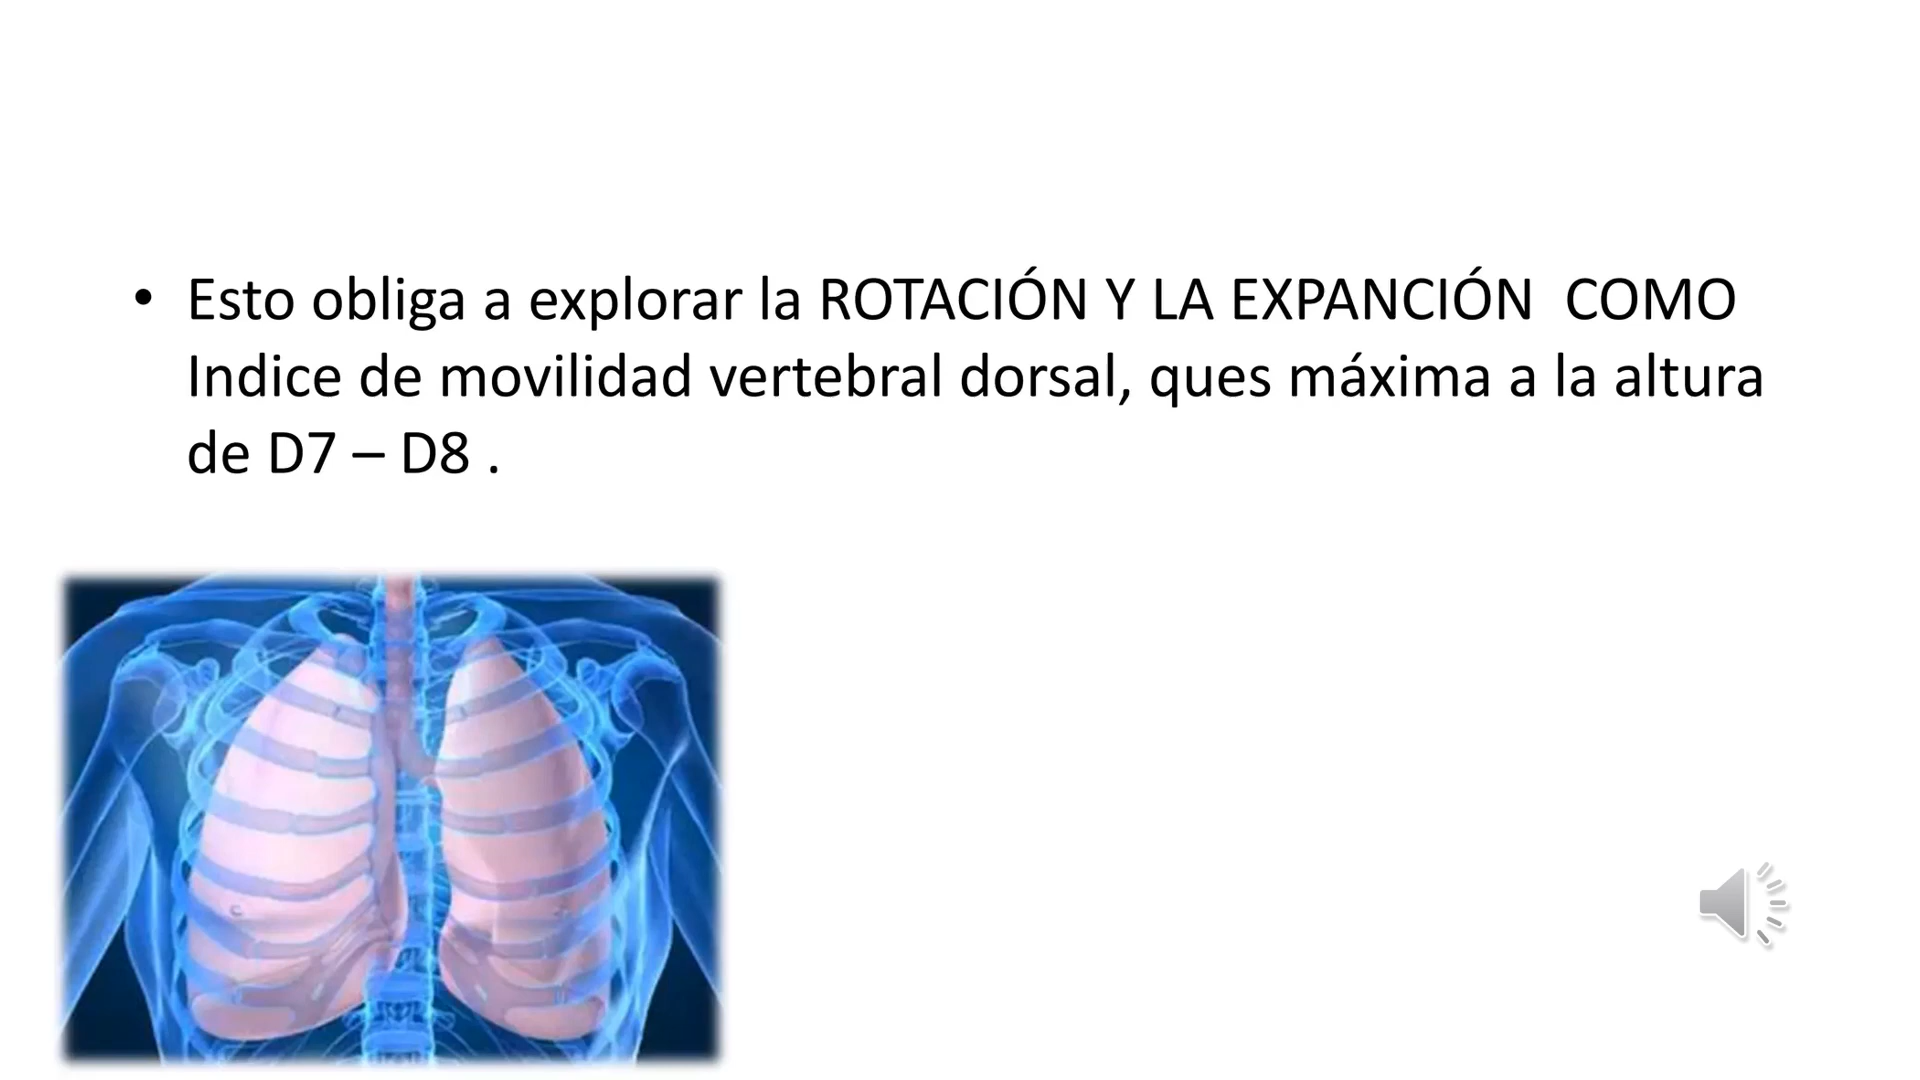 • Esto obliga a explorar la ROTACIÓN Y LA EXPANCIÓN  COMO
Indice de movilidad vertebral dorsal, ques máxima a la altura
de D7 – D8 .